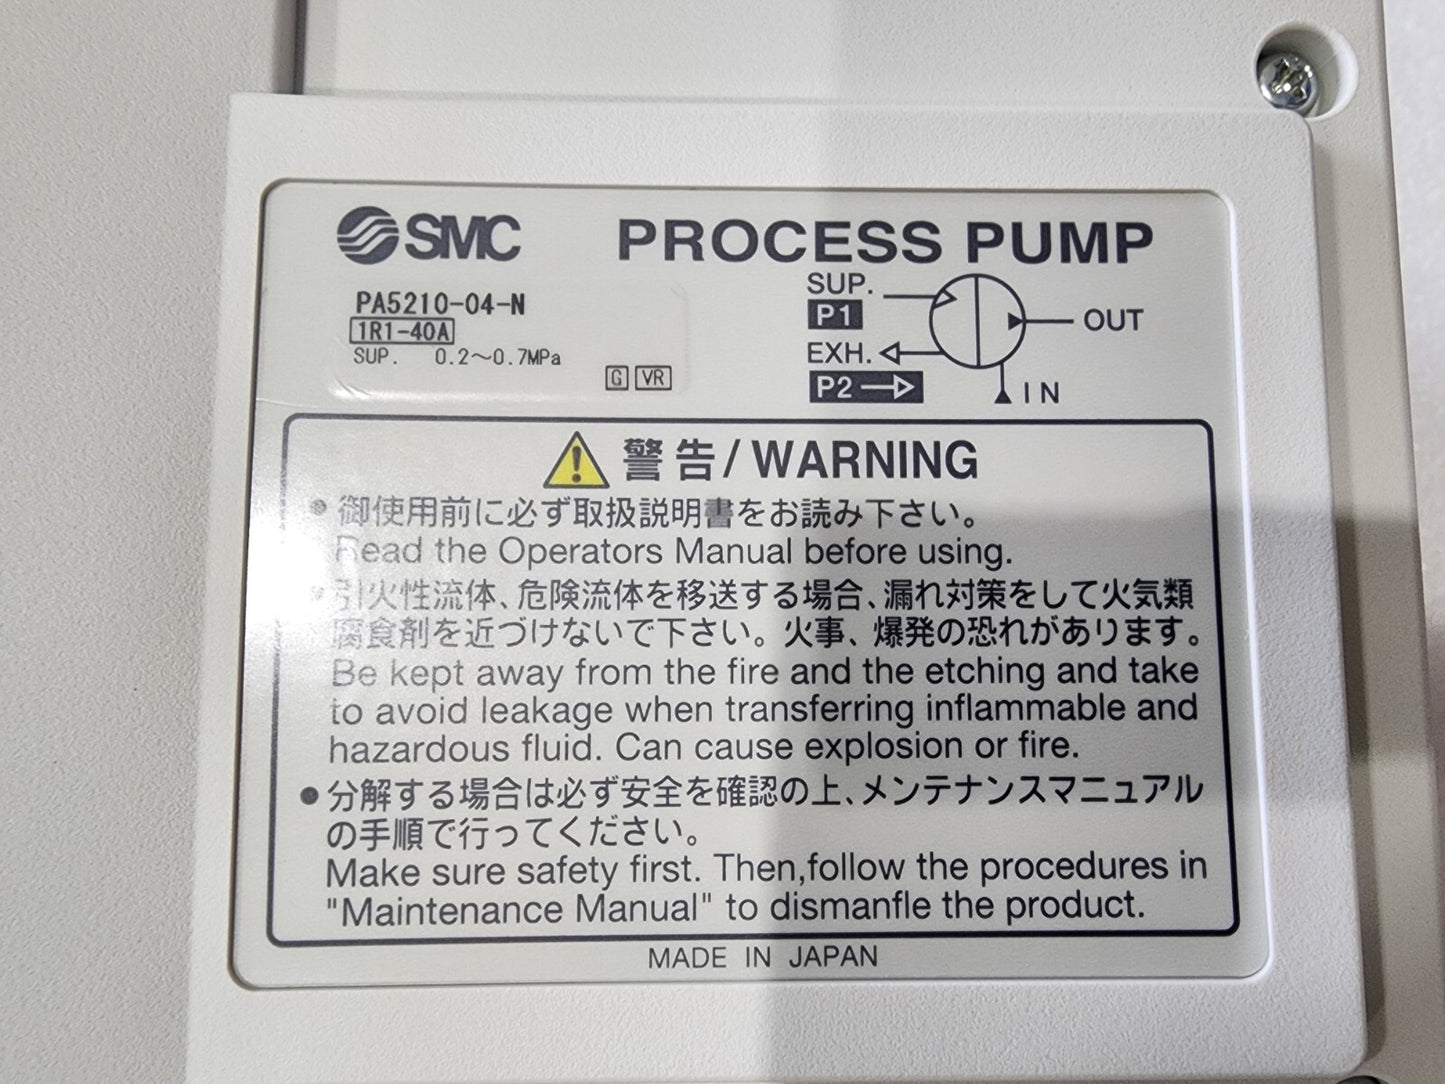 SMC PROCESS PUMP
PA5210-04-N
1R1-40A
SUP. 0.2～0.7MPa
G VR
SUP.
P1
EXH.
P2
OUT
IN
警告/WARNING
● 御使用前に必ず取扱説明書をお読み下さい。
Read the Operators Manual before using.
● 引火性流体、危険流体を移送する場合、漏れ対策をして火気類
腐食剤を近づけないで下さい。火事、爆発の恐れがあります。
Be kept away from the fire and the etching and take
to avoid leakage when transferring inflammable and
hazardous fluid. Can cause explosion or fire.
● 分解する場合は必ず安全を確認の上、メンテナンスマニュアル
の手順で行ってください。
Make sure safety first. Then,follow the procedures in
"Maintenance Manual" to dismanfle the product.
MADE IN JAPAN